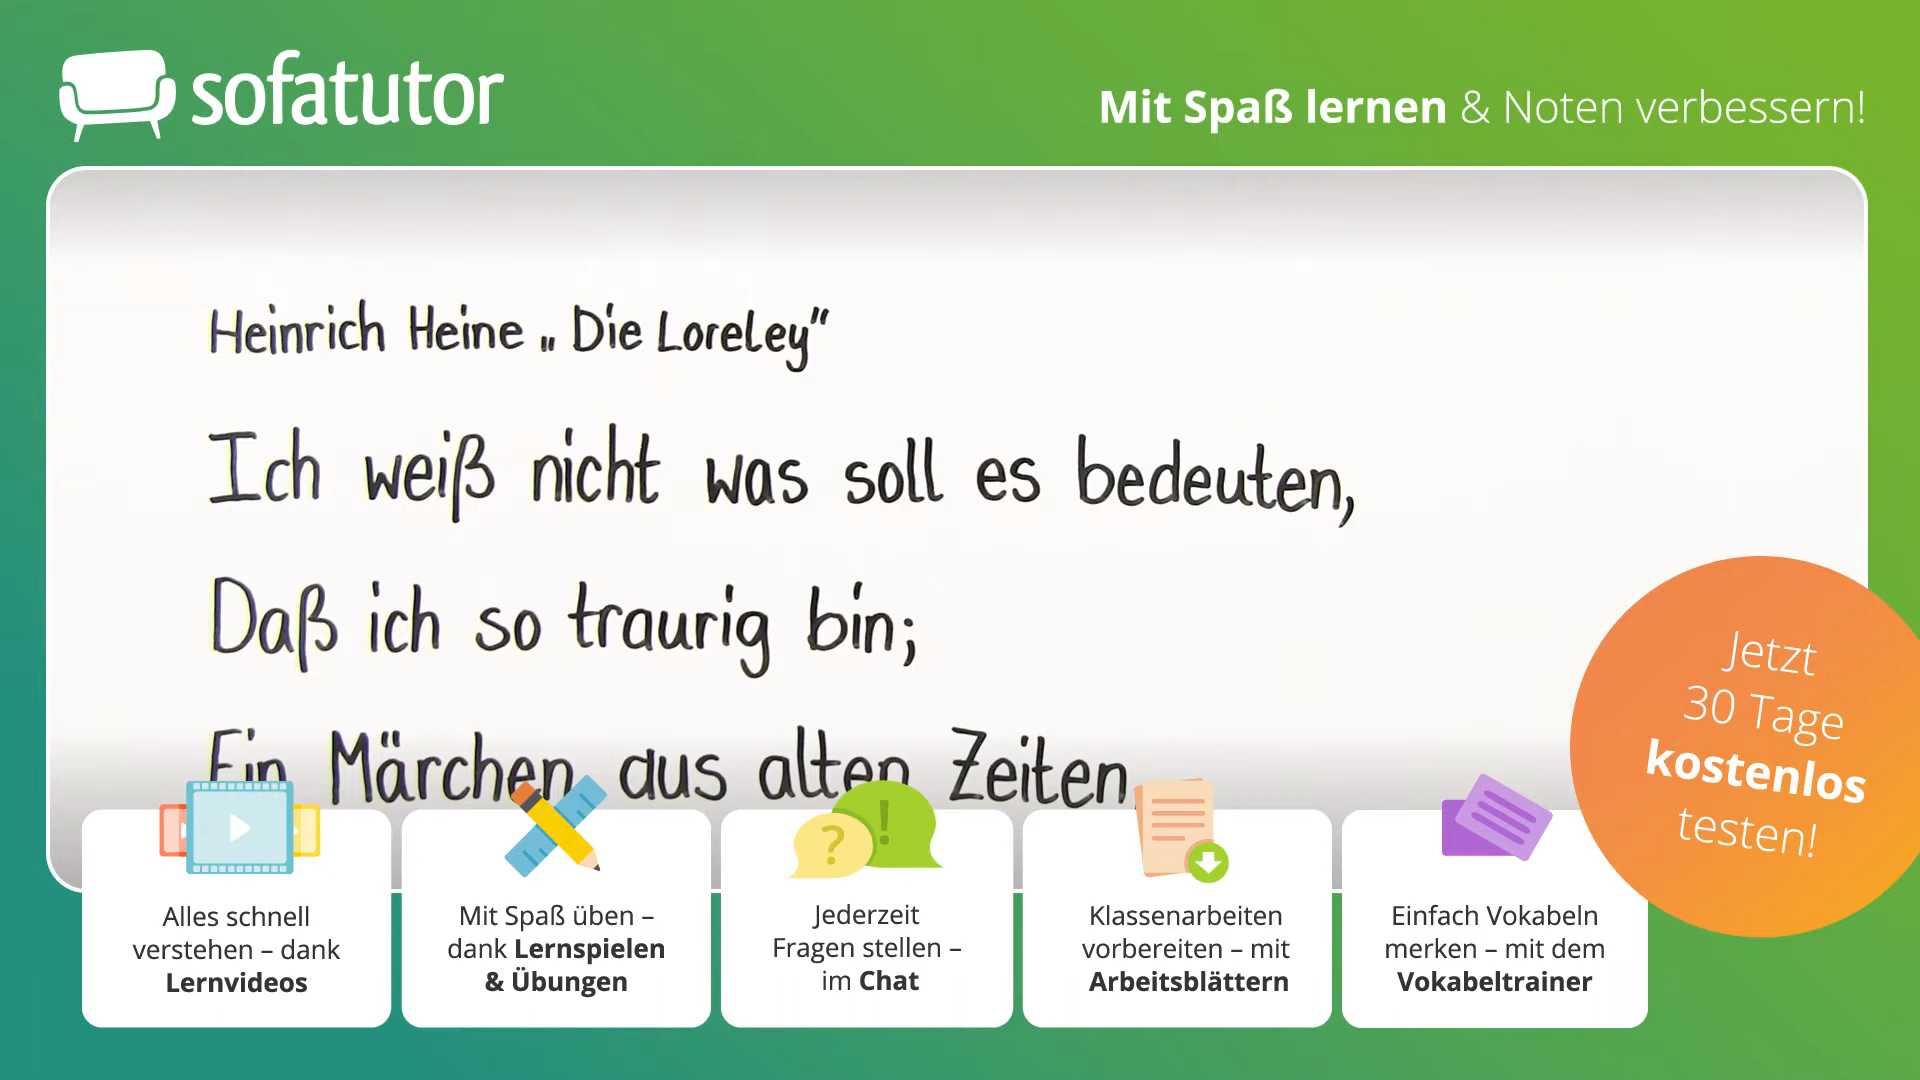 sofatutor
Mit Spaß lernen & Noten verbessern!
Heinrich Heine „Die Loreley“
Ich weiß nicht was soll es bedeuten,
Daß ich so traurig bin;
Ein Märchen aus alten Zeiten,
Jetzt
30 Tage
kostenlos
testen!
Alles schnell
verstehen – dank
Lernvideos
Mit Spaß üben –
dank Lernspielen
& Übungen
?
!
Jederzeit
Fragen stellen –
im Chat
Klassenarbeiten
vorbereiten – mit
Arbeitsblättern
Einfach Vokabeln
merken – mit dem
Vokabeltrainer